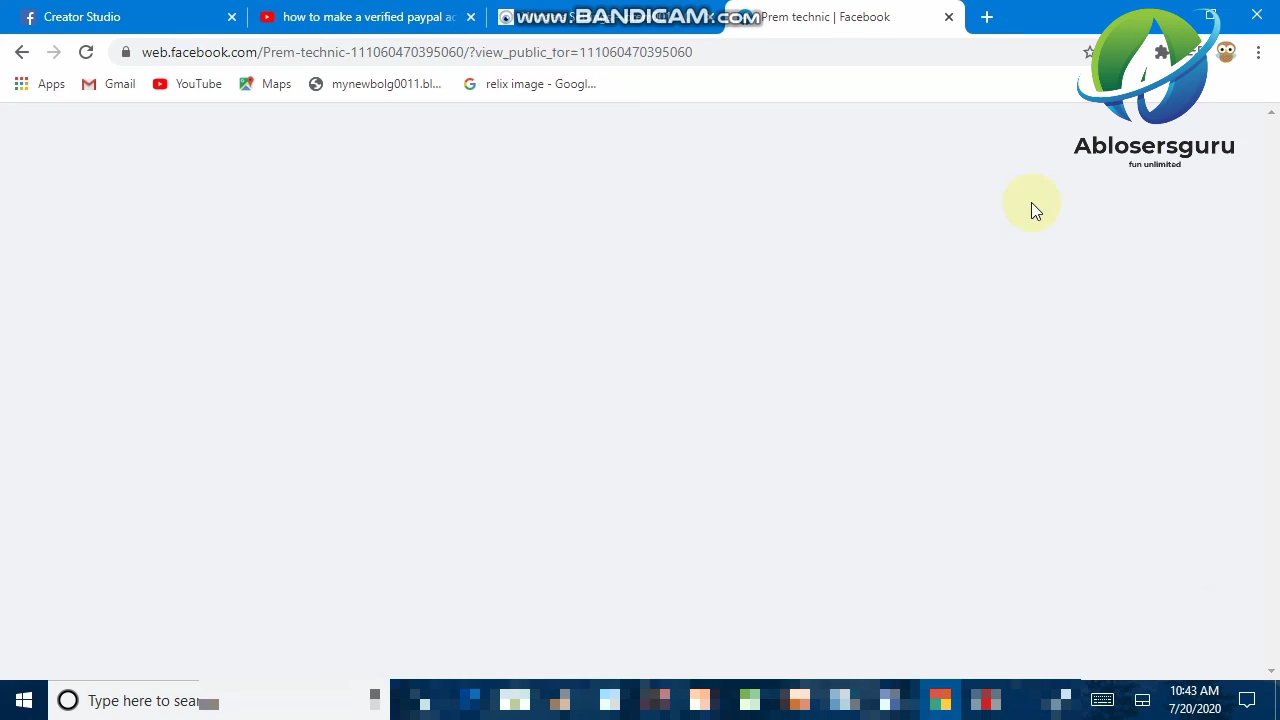 Creator Studio
how to make a verified paypal ac
www.BANDICAM.com
Prem technic | Facebook
web.facebook.com/Prem-technic-111060470395060/?view_public_for=111060470395060
Apps
Gmail
YouTube
Maps
mynewbolg0011.bl...
relix image - Googl...
Ablosersguru
fun unlimited
Type here to sear
10:43 AM
7/20/2020